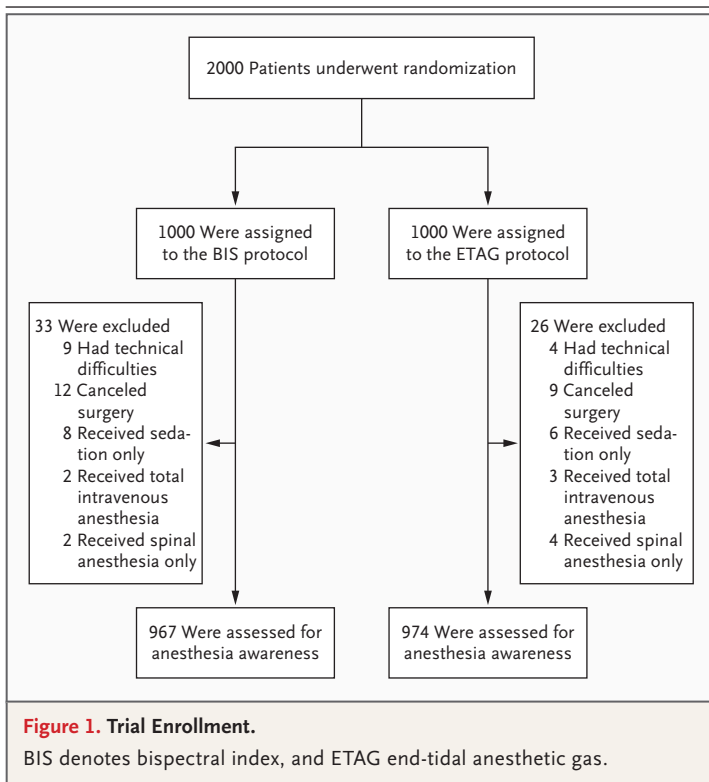 2000 Patients underwent randomization
1000 Were assigned
to the BIS protocol
1000 Were assigned
to the ETAG protocol
33 Were excluded
9 Had technical
difficulties
12 Canceled
surgery
8 Received seda-
tion only
2 Received total
intravenous
anesthesia
2 Received spinal
anesthesia only
26 Were excluded
4 Had technical
difficulties
9 Canceled
surgery
6 Received seda-
tion only
3 Received total
intravenous
anesthesia
4 Received spinal
anesthesia only
967 Were assessed for
anesthesia awareness
974 Were assessed for
anesthesia awareness
Figure 1. Trial Enrollment.
BIS denotes bispectral index, and ETAG end-tidal anesthetic gas.